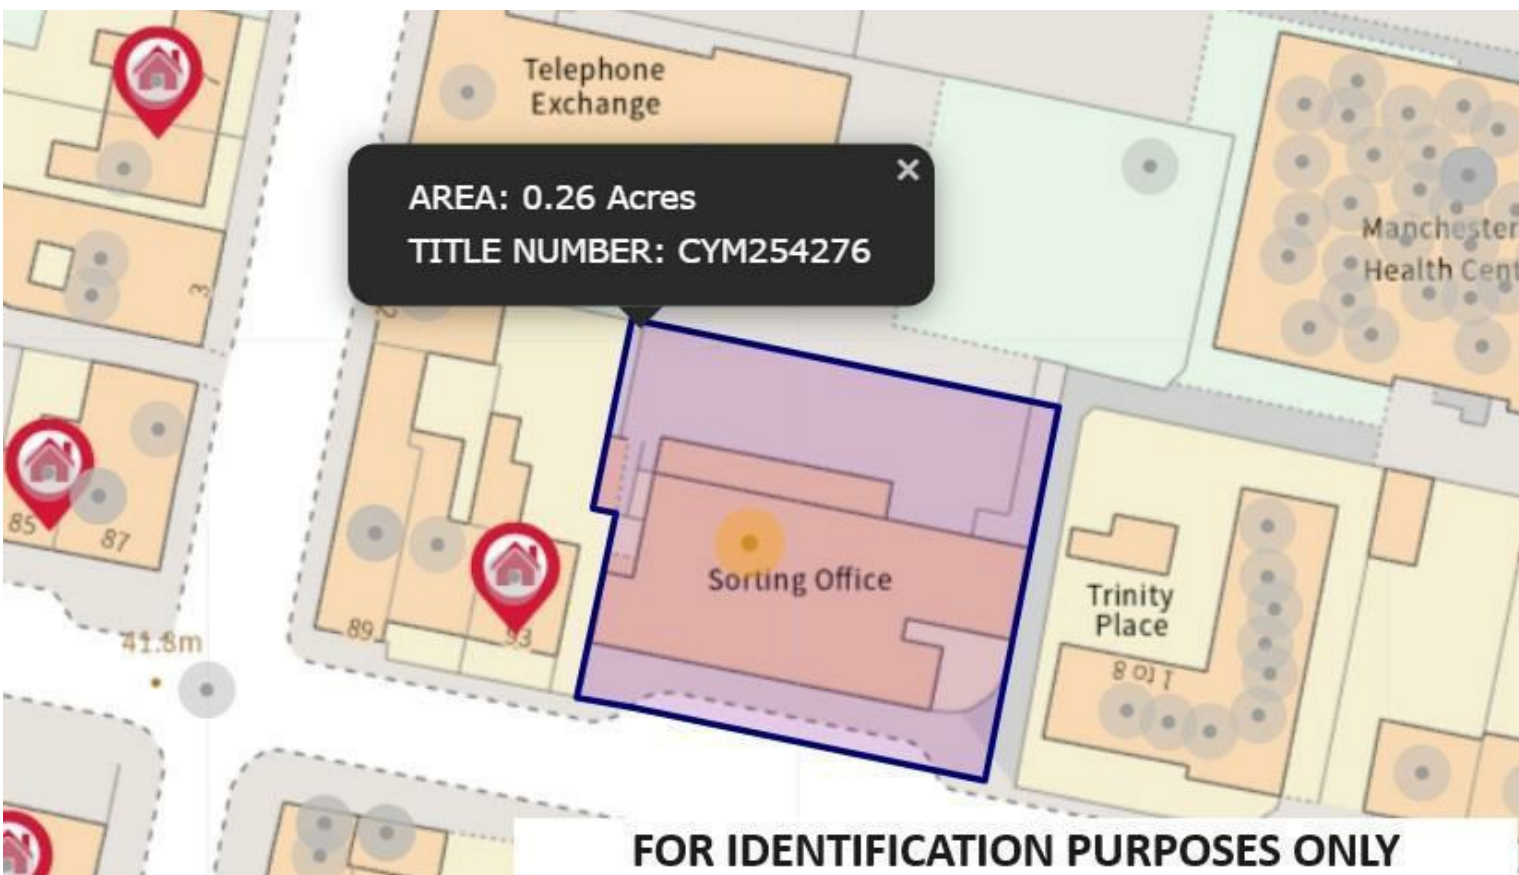 Telephone
Exchange
×
AREA: 0.26 Acres
TITLE NUMBER: CYM254276
Manchester
Health Cent
3
85
87
89
93
41.8m
Sorting Office
Trinity
Place
1 to 8
FOR IDENTIFICATION PURPOSES ONLY